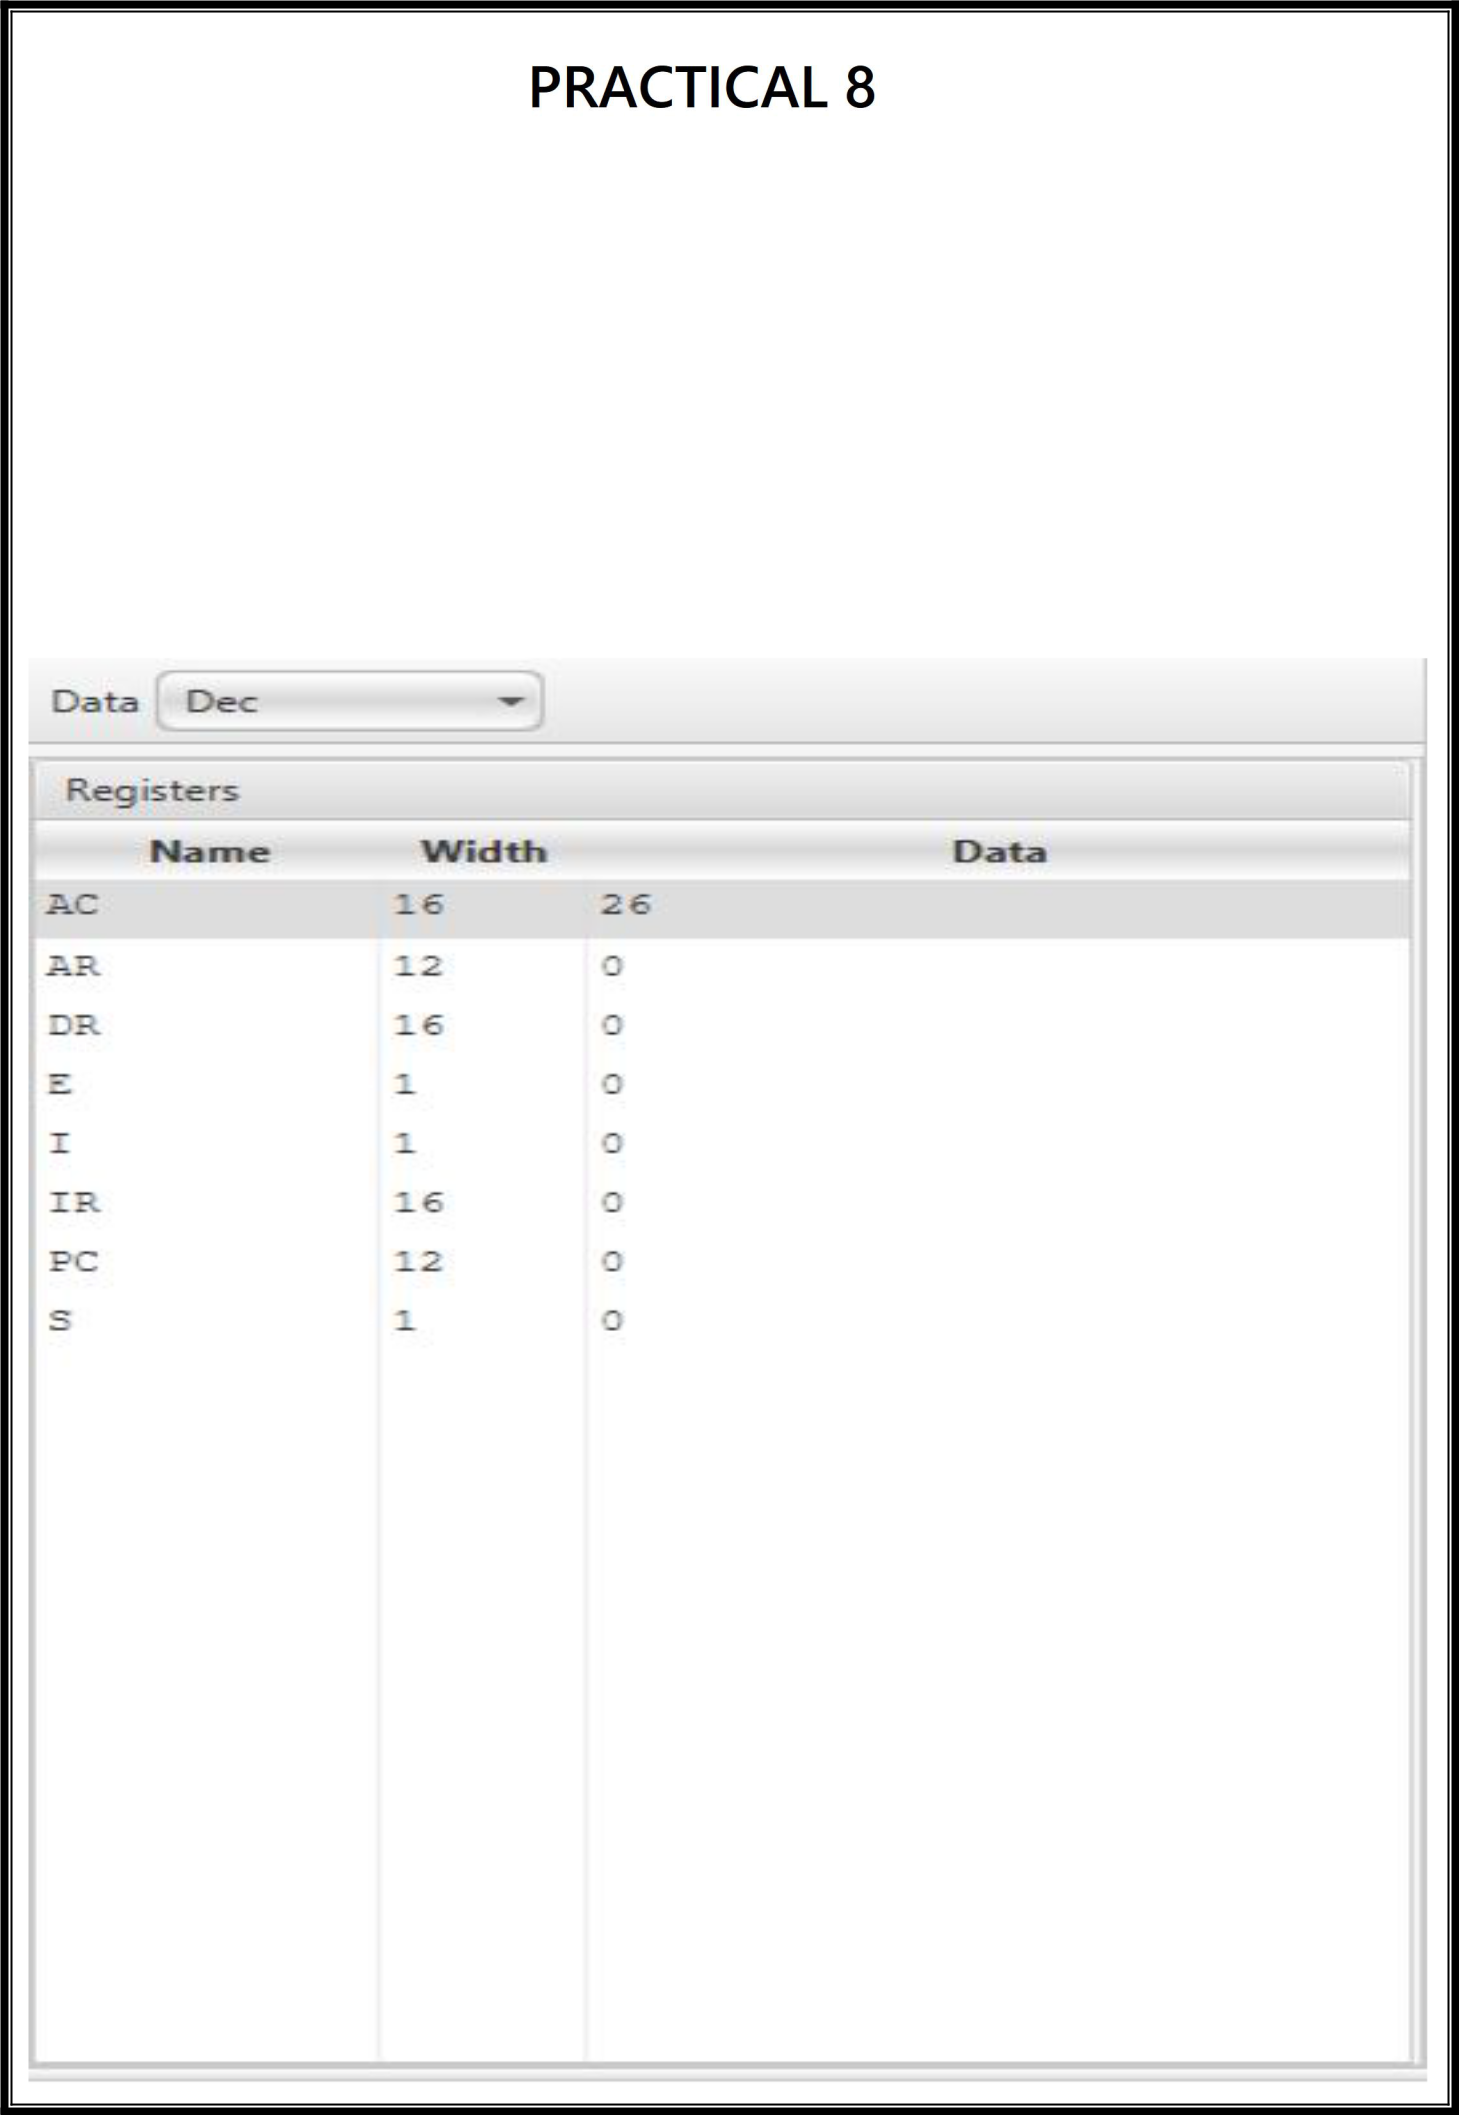 PRACTICAL 8
Data Dec
Registers
Name Width Data
AC 16 26
AR 12 0
DR 16 0
E 1 0
I 1 0
IR 16 0
PC 12 0
S 1 0